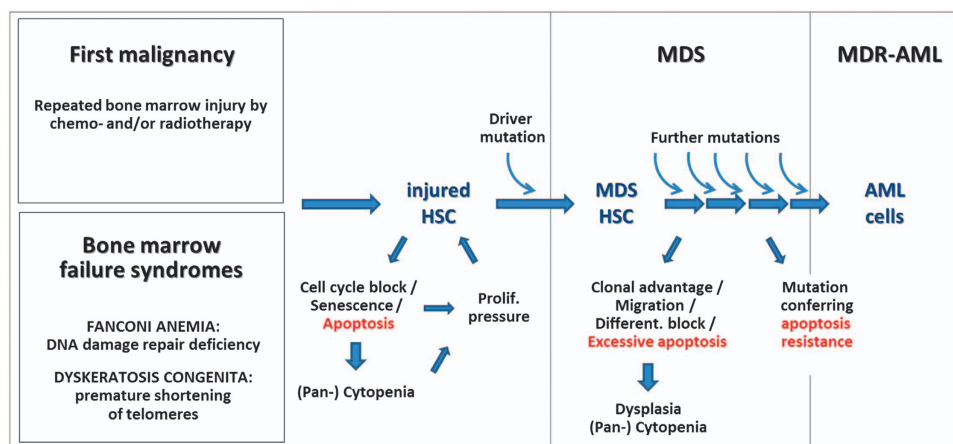 First malignancy
Repeated bone marrow injury by
chemo- and/or radiotherapy
Bone marrow
failure syndromes
FANCONI ANEMIA:
DNA damage repair deficiency
DYSKERATOSIS CONGENITA:
premature shortening
of telomeres
injured
HSC
Cell cycle block /
Senescence /
Apoptosis
Prolif.
pressure
(Pan-) Cytopenia
Driver
mutation
MDS
Further mutations
MDS
HSC
Clonal advantage /
Migration /
Different. block /
Excessive apoptosis
Dysplasia
(Pan-) Cytopenia
Mutation
conferring
apoptosis
resistance
MDR-AML
AML
cells